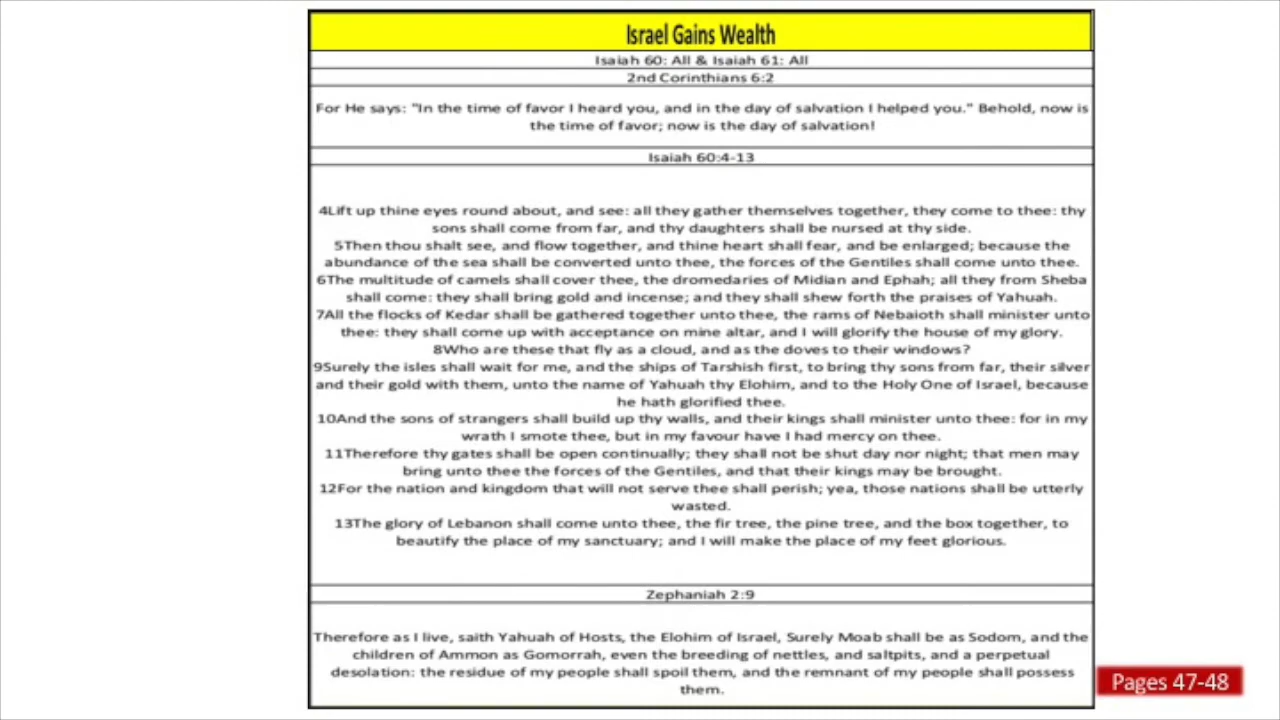 Israel Gains Wealth
Isaiah 60: All & Isaiah 61: All
2nd Corinthians 6:2
For He says: "In the time of favor I heard you, and in the day of salvation I helped you." Behold, now is
the time of favor; now is the day of salvation!
Isaiah 60:4-13
4Lift up thine eyes round about, and see: all they gather themselves together, they come to thee: thy
sons shall come from far, and thy daughters shall be nursed at thy side.
5Then thou shalt see, and flow together, and thine heart shall fear, and be enlarged; because the
abundance of the sea shall be converted unto thee, the forces of the Gentiles shall come unto thee.
6The multitude of camels shall cover thee, the dromedaries of Midian and Ephah; all they from Sheba
shall come: they shall bring gold and incense; and they shall shew forth the praises of Yahuah.
7All the flocks of Kedar shall be gathered together unto thee, the rams of Nebaioth shall minister unto
thee: they shall come up with acceptance on mine altar, and I will glorify the house of my glory.
8Who are these that fly as a cloud, and as the doves to their windows?
9Surely the isles shall wait for me, and the ships of Tarshish first, to bring thy sons from far, their silver
and their gold with them, unto the name of Yahuah thy Elohim, and to the Holy One of Israel, because
he hath glorified thee.
10And the sons of strangers shall build up thy walls, and their kings shall minister unto thee: for in my
wrath I smote thee, but in my favour have I had mercy on thee.
11Therefore thy gates shall be open continually; they shall not be shut day nor night; that men may
bring unto thee the forces of the Gentiles, and that their kings may be brought.
12For the nation and kingdom that will not serve thee shall perish; yea, those nations shall be utterly
wasted.
13The glory of Lebanon shall come unto thee, the fir tree, the pine tree, and the box together, to
beautify the place of my sanctuary; and I will make the place of my feet glorious.
Zephaniah 2:9
Therefore as I live, saith Yahuah of Hosts, the Elohim of Israel, Surely Moab shall be as Sodom, and the
children of Ammon as Gomorrah, even the breeding of nettles, and saltpits, and a perpetual
desolation: the residue of my people shall spoil them, and the remnant of my people shall possess
them.
Pages 47-48